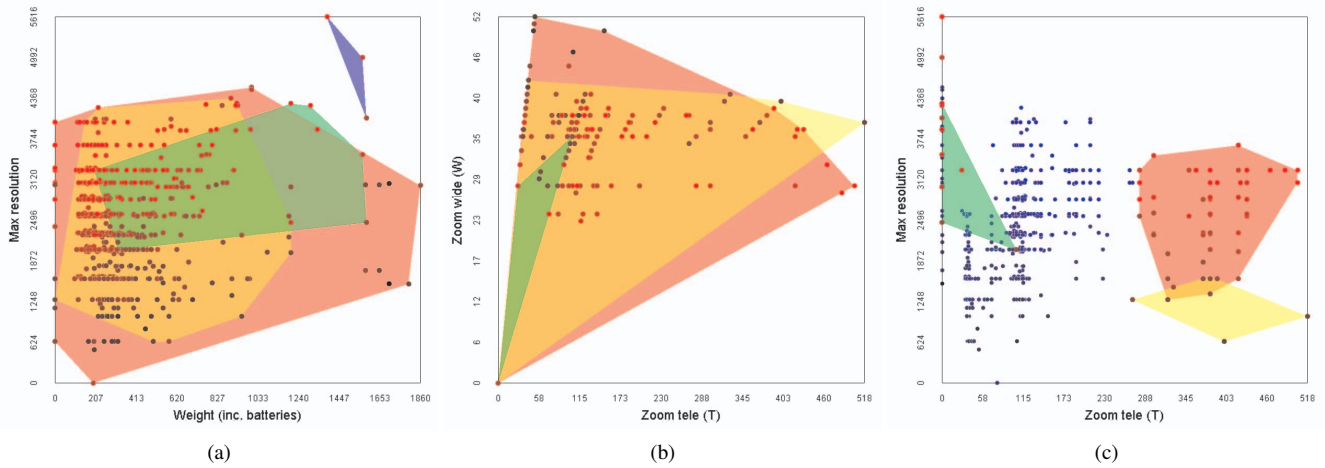 5616
4992
4368
3744
3120
2496
1872
1248
624
0
Max resolution
0 207 413 620 827 1033 1240 1447 1653 1860
Weight (inc. batteries)
(a)
52
46
40
35
29
23
17
12
6
0
Zoom wide (W)
0 58 115 173 230 288 345 403 460 518
Zoom tele (T)
(b)
5616
4992
4368
3744
3120
2496
1872
1248
624
0
Max resolution
0 58 115 173 230 288 345 403 460 518
Zoom tele (T)
(c)